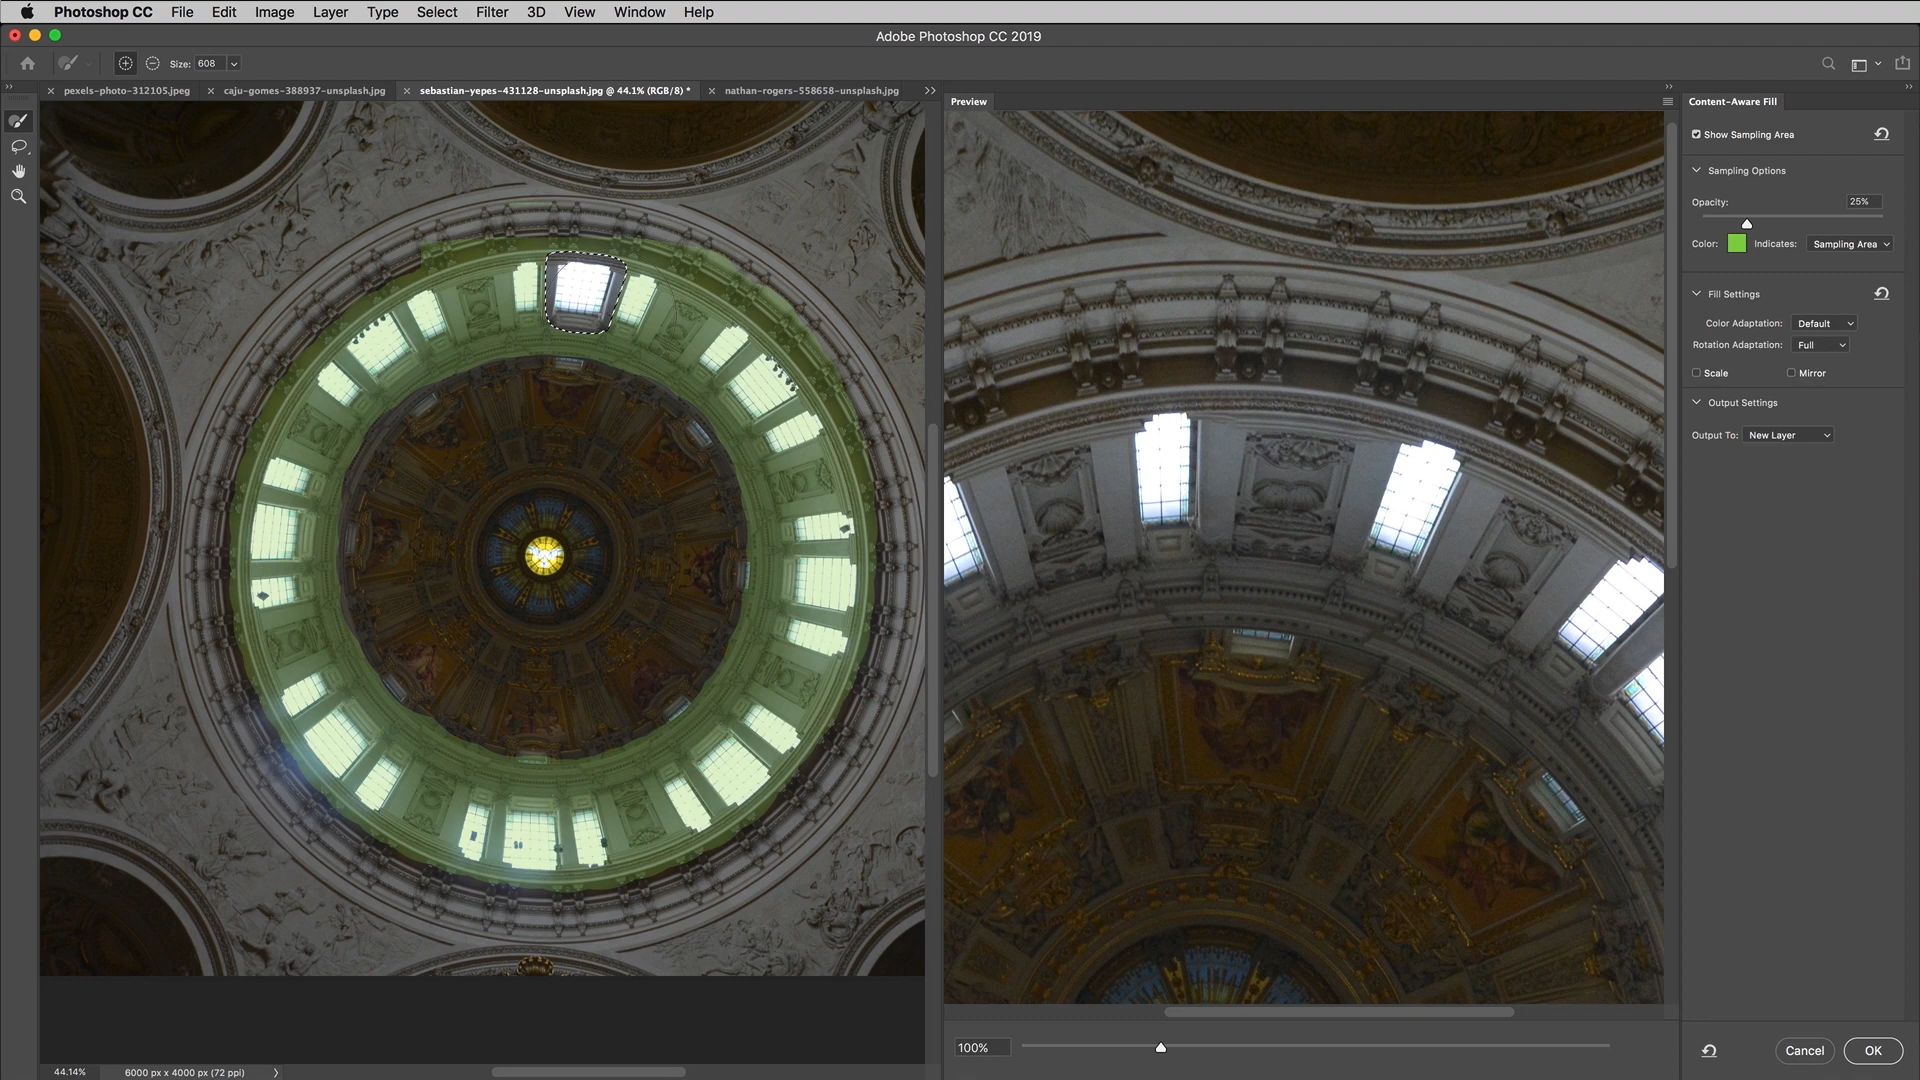 Photoshop CC File Edit Image Layer Type Select Filter 3D View Window Help
Adobe Photoshop CC 2019
Size: 608
pexels-photo-312105.jpeg caju-gomes-388937-unsplash.jpg sebastian-yepes-431128-unsplash.jpg @ 44.1% (RGB/8) * nathan-rogers-558658-unsplash.jpg
Preview
Content-Aware Fill
Show Sampling Area
Sampling Options
Opacity: 25%
Color: Indicates: Sampling Area
Fill Settings
Color Adaptation: Default
Rotation Adaptation: Full
Scale Mirror
Output Settings
Output To: New Layer
100%
Cancel OK
44.14% 6000 px x 4000 px (72 ppi)